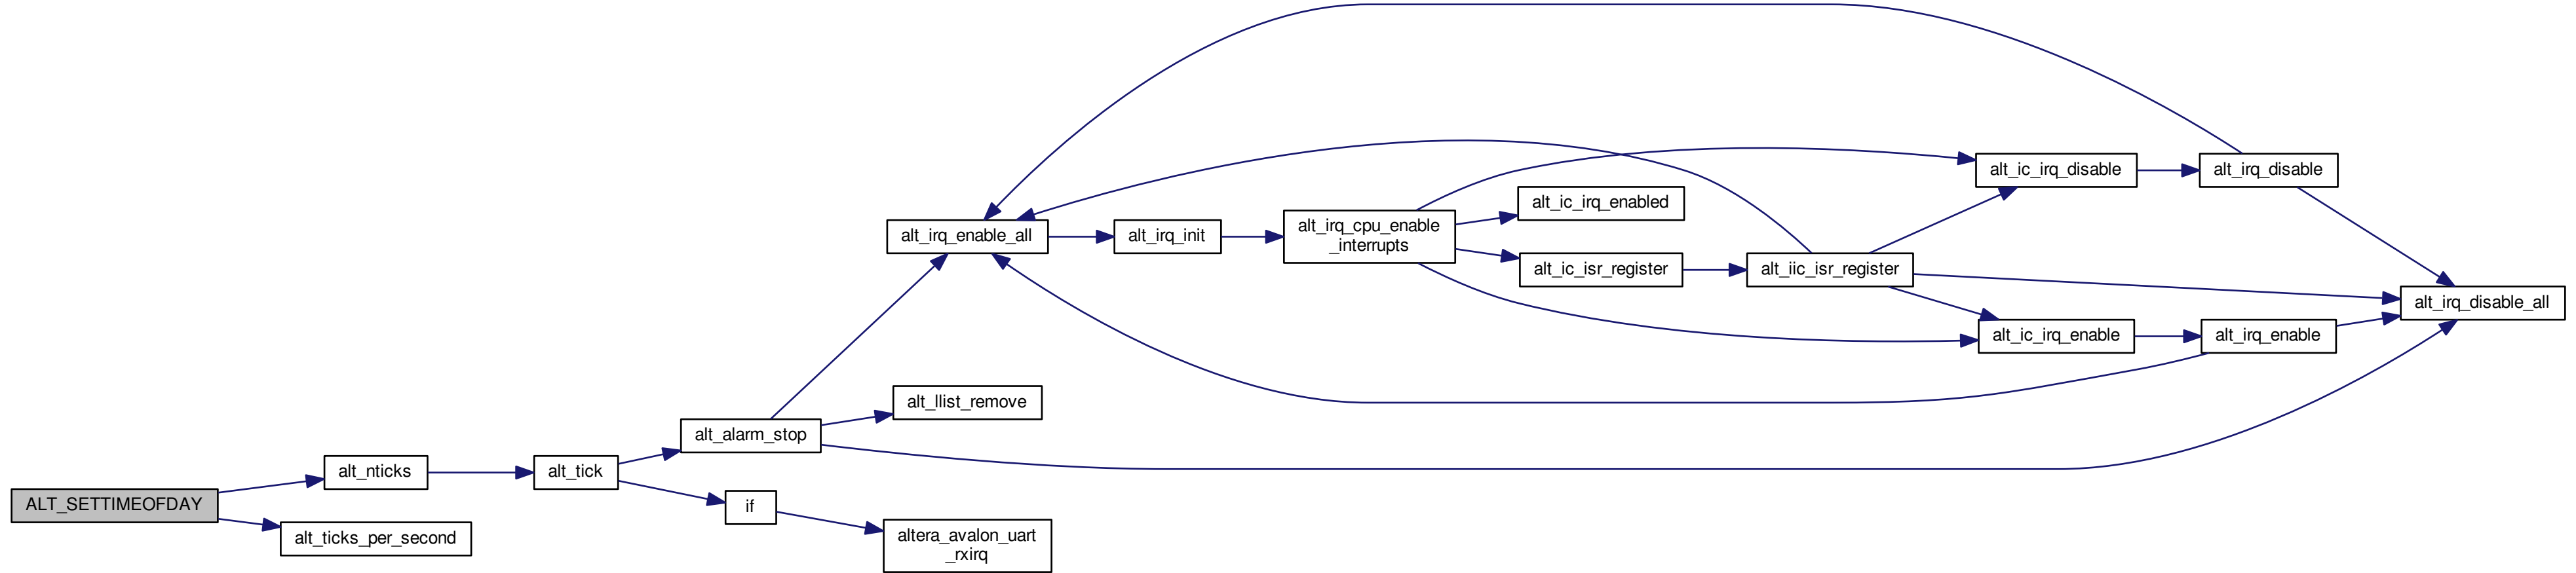 ALT_SETTIMEOFDAY
alt_nticks
alt_ticks_per_second
alt_tick
alt_alarm_stop
if
alt_irq_enable_all
alt_llist_remove
altera_avalon_uart
_rxirq
alt_irq_init
alt_irq_cpu_enable
_interrupts
alt_ic_irq_enabled
alt_ic_isr_register
alt_iic_isr_register
alt_ic_irq_disable
alt_ic_irq_enable
alt_irq_disable
alt_irq_enable
alt_irq_disable_all